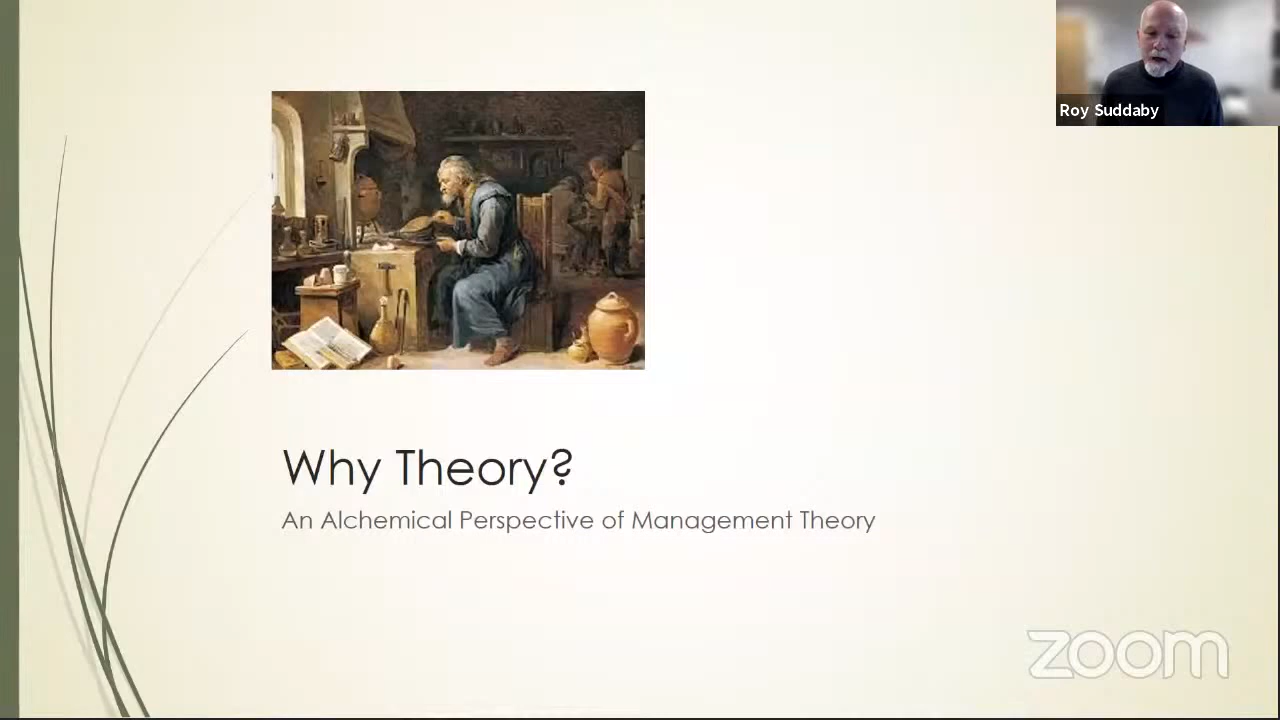 Roy Suddaby
Why Theory?
An Alchemical Perspective of Management Theory
zoom